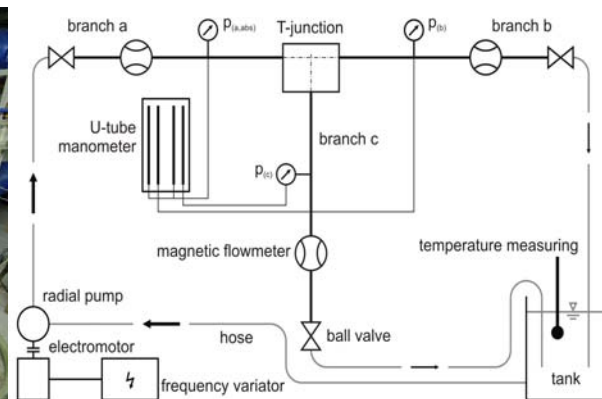 branch a
p(a,abs)
T-junction
p(b)
branch b
U-tube
manometer
branch c
p(c)
magnetic flowmeter
temperature measuring
radial pump
electromotor
hose
ball valve
frequency variator
tank